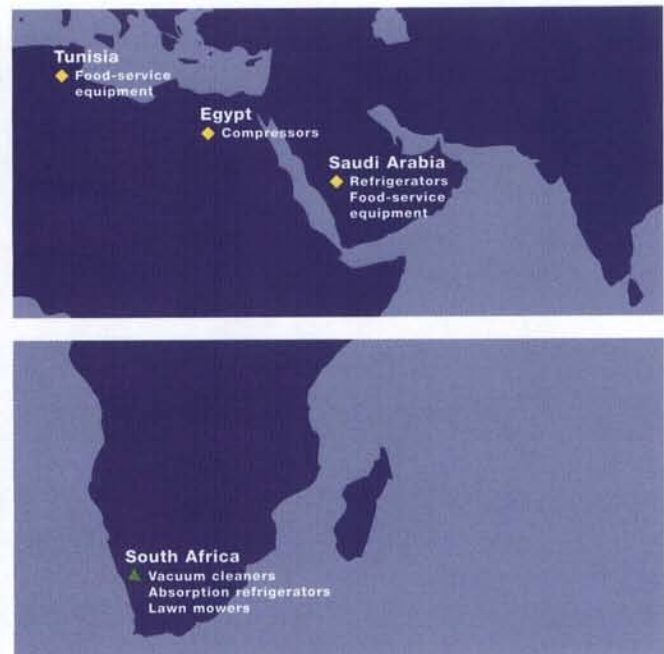 Tunisia
Food-service
equipment
Egypt
Compressors
Saudi Arabia
Refrigerators
Food-service
equipment
South Africa
Vacuum cleaners
Absorption refrigerators
Lawn mowers